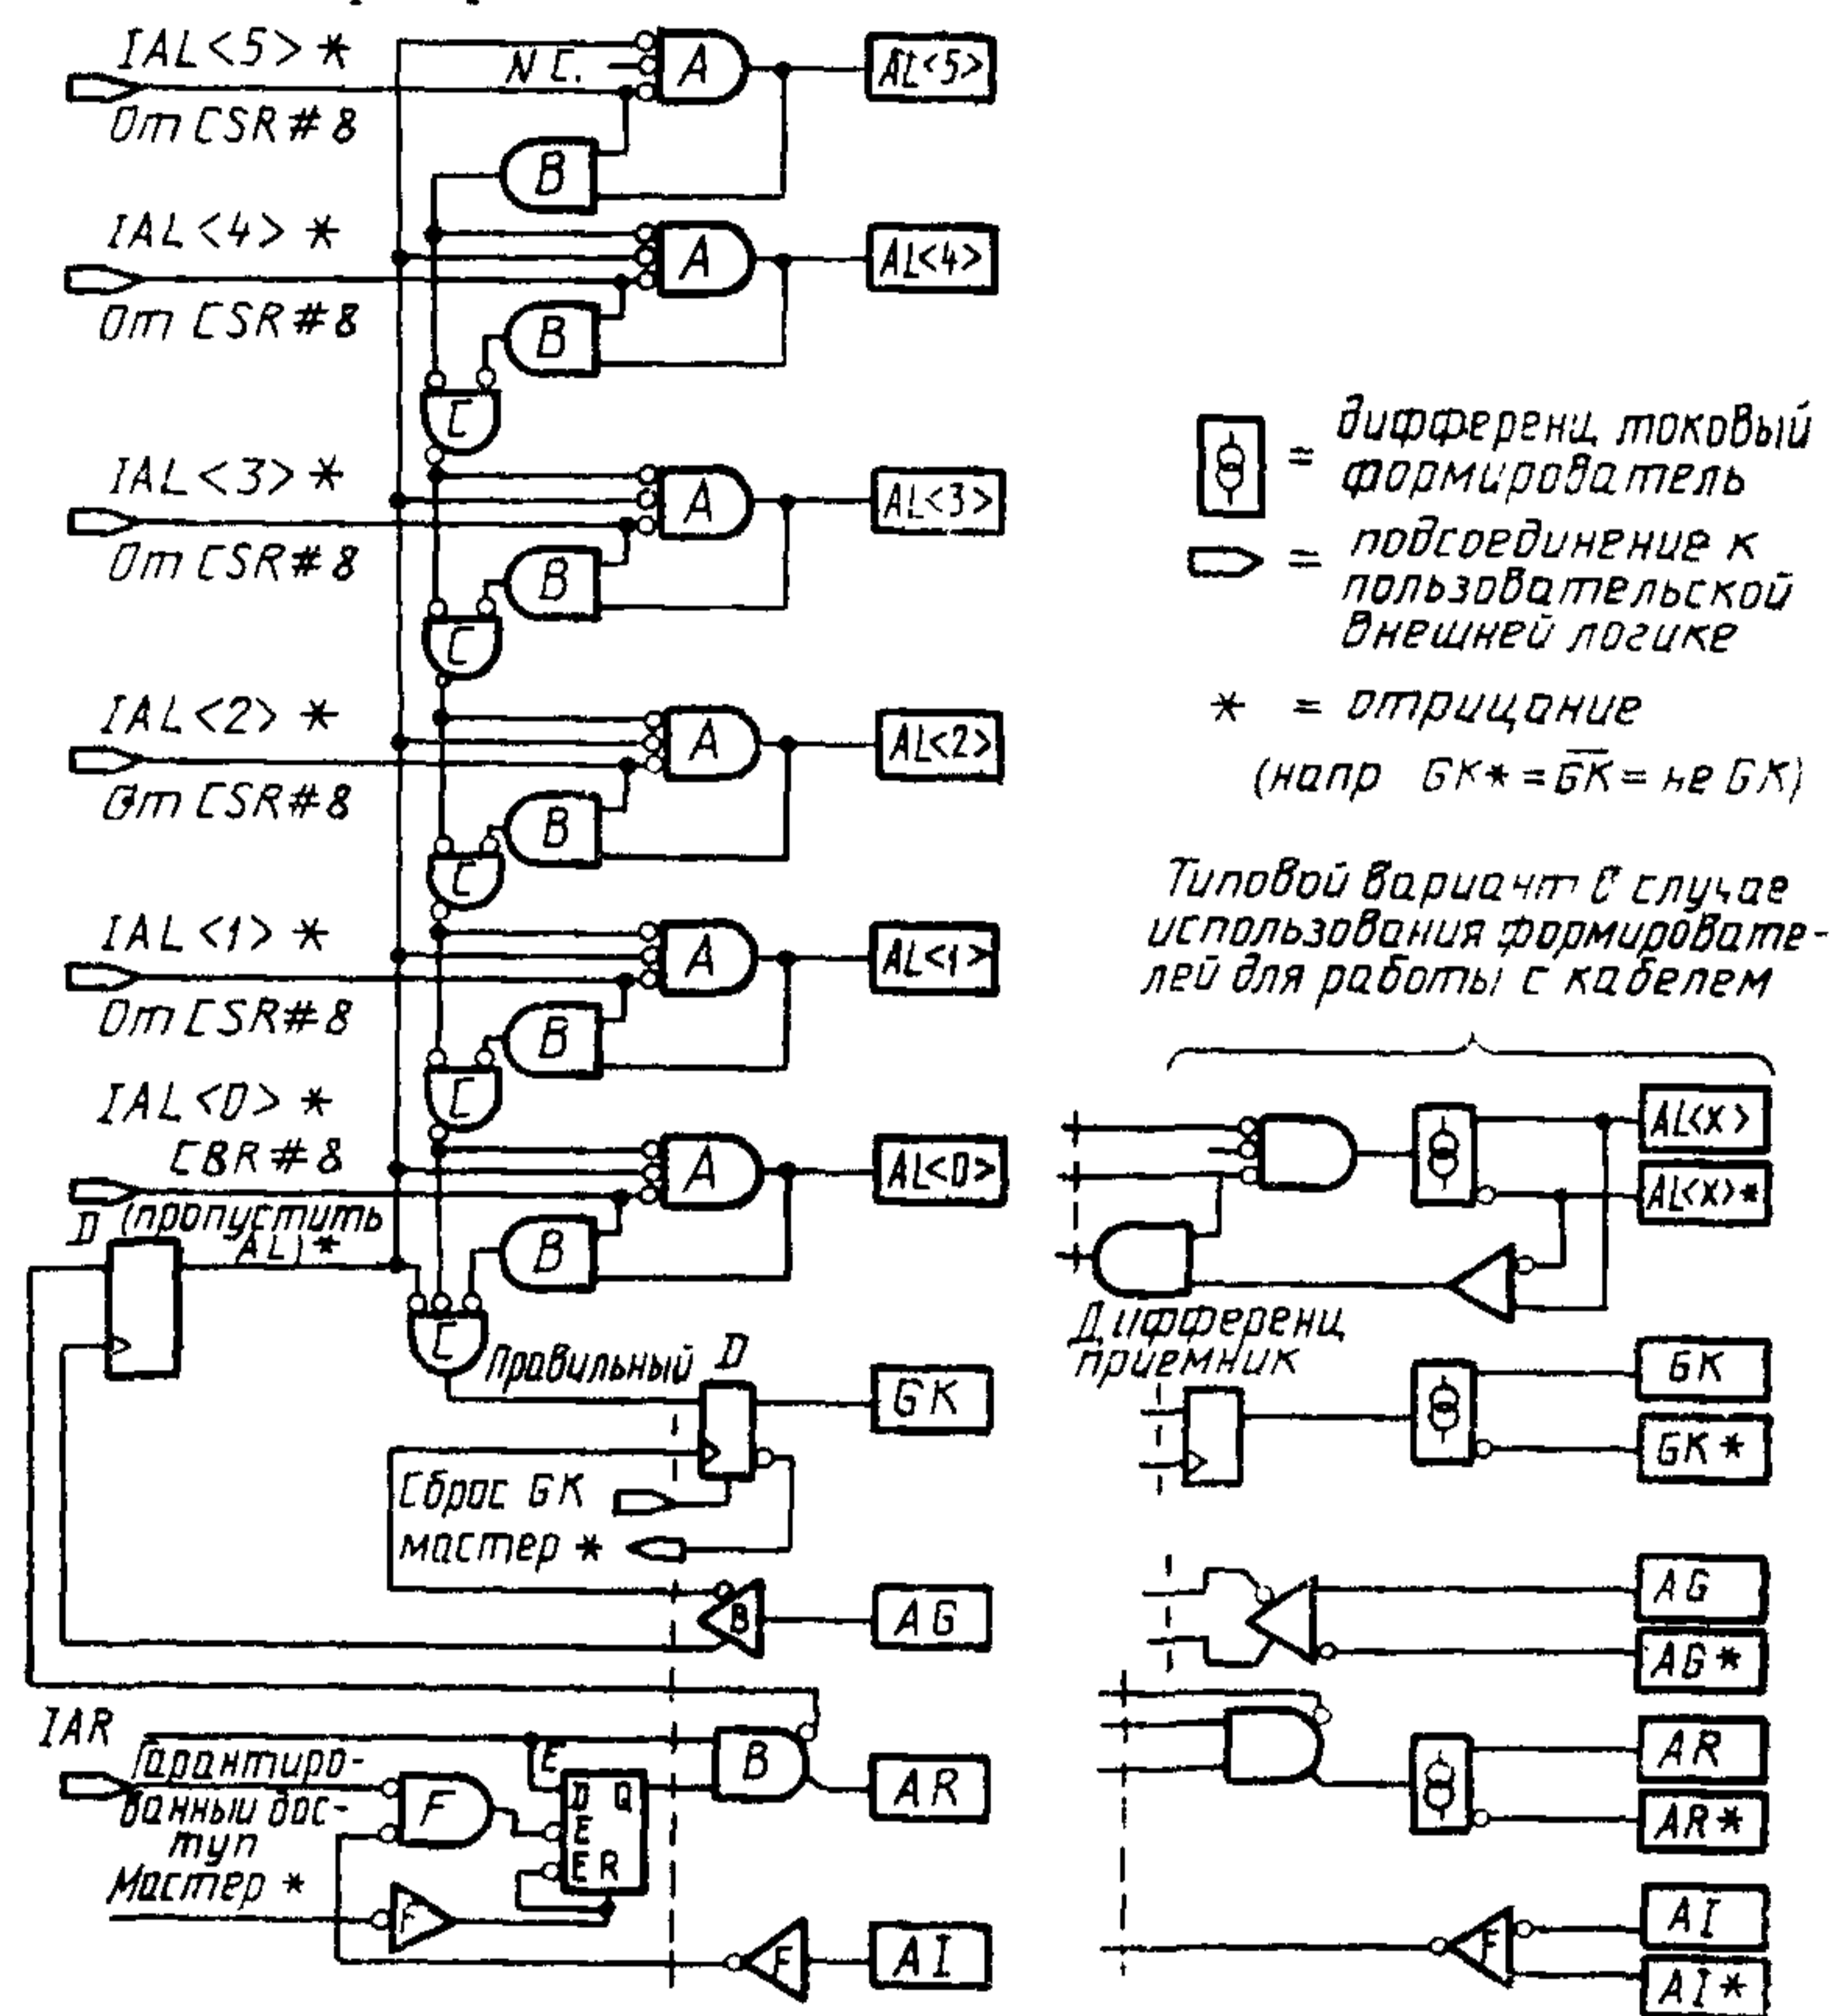 IAL<5>*
N C.
A
AL<5>
От CSR#8
B
IAL<4>*
A
AL<4>
От CSR#8
B
C
IAL<3>*
A
AL<3>
От CSR#8
B
C
IAL<2>*
A
AL<2>
От CSR#8
B
C
IAL<1>*
A
AL<1>
От CSR#8
B
C
IAL<0>*
CBR#8
A
AL<0>
D (пропустить
AL)*
B
C
Правильный D
GK
Сброс GK
мастер *
B
AG
IAR
Гарантиро-
ванный дос-
туп
Мастер *
F
E
D Q
E
E R
B
AR
F
F
AI
= дифференц токовый
формирователь
= подсоединение к
пользовательской
внешней логике
* = отрицание
(напр GK* = G̅K̅ = не GK)
Типовой вариант в случае
использования формировате-
лей для работы с кабелем
AL<X>
AL<X>*
Дифференц
приемник
GK
GK*
AG
AG*
AR
AR*
F
AI
AI*